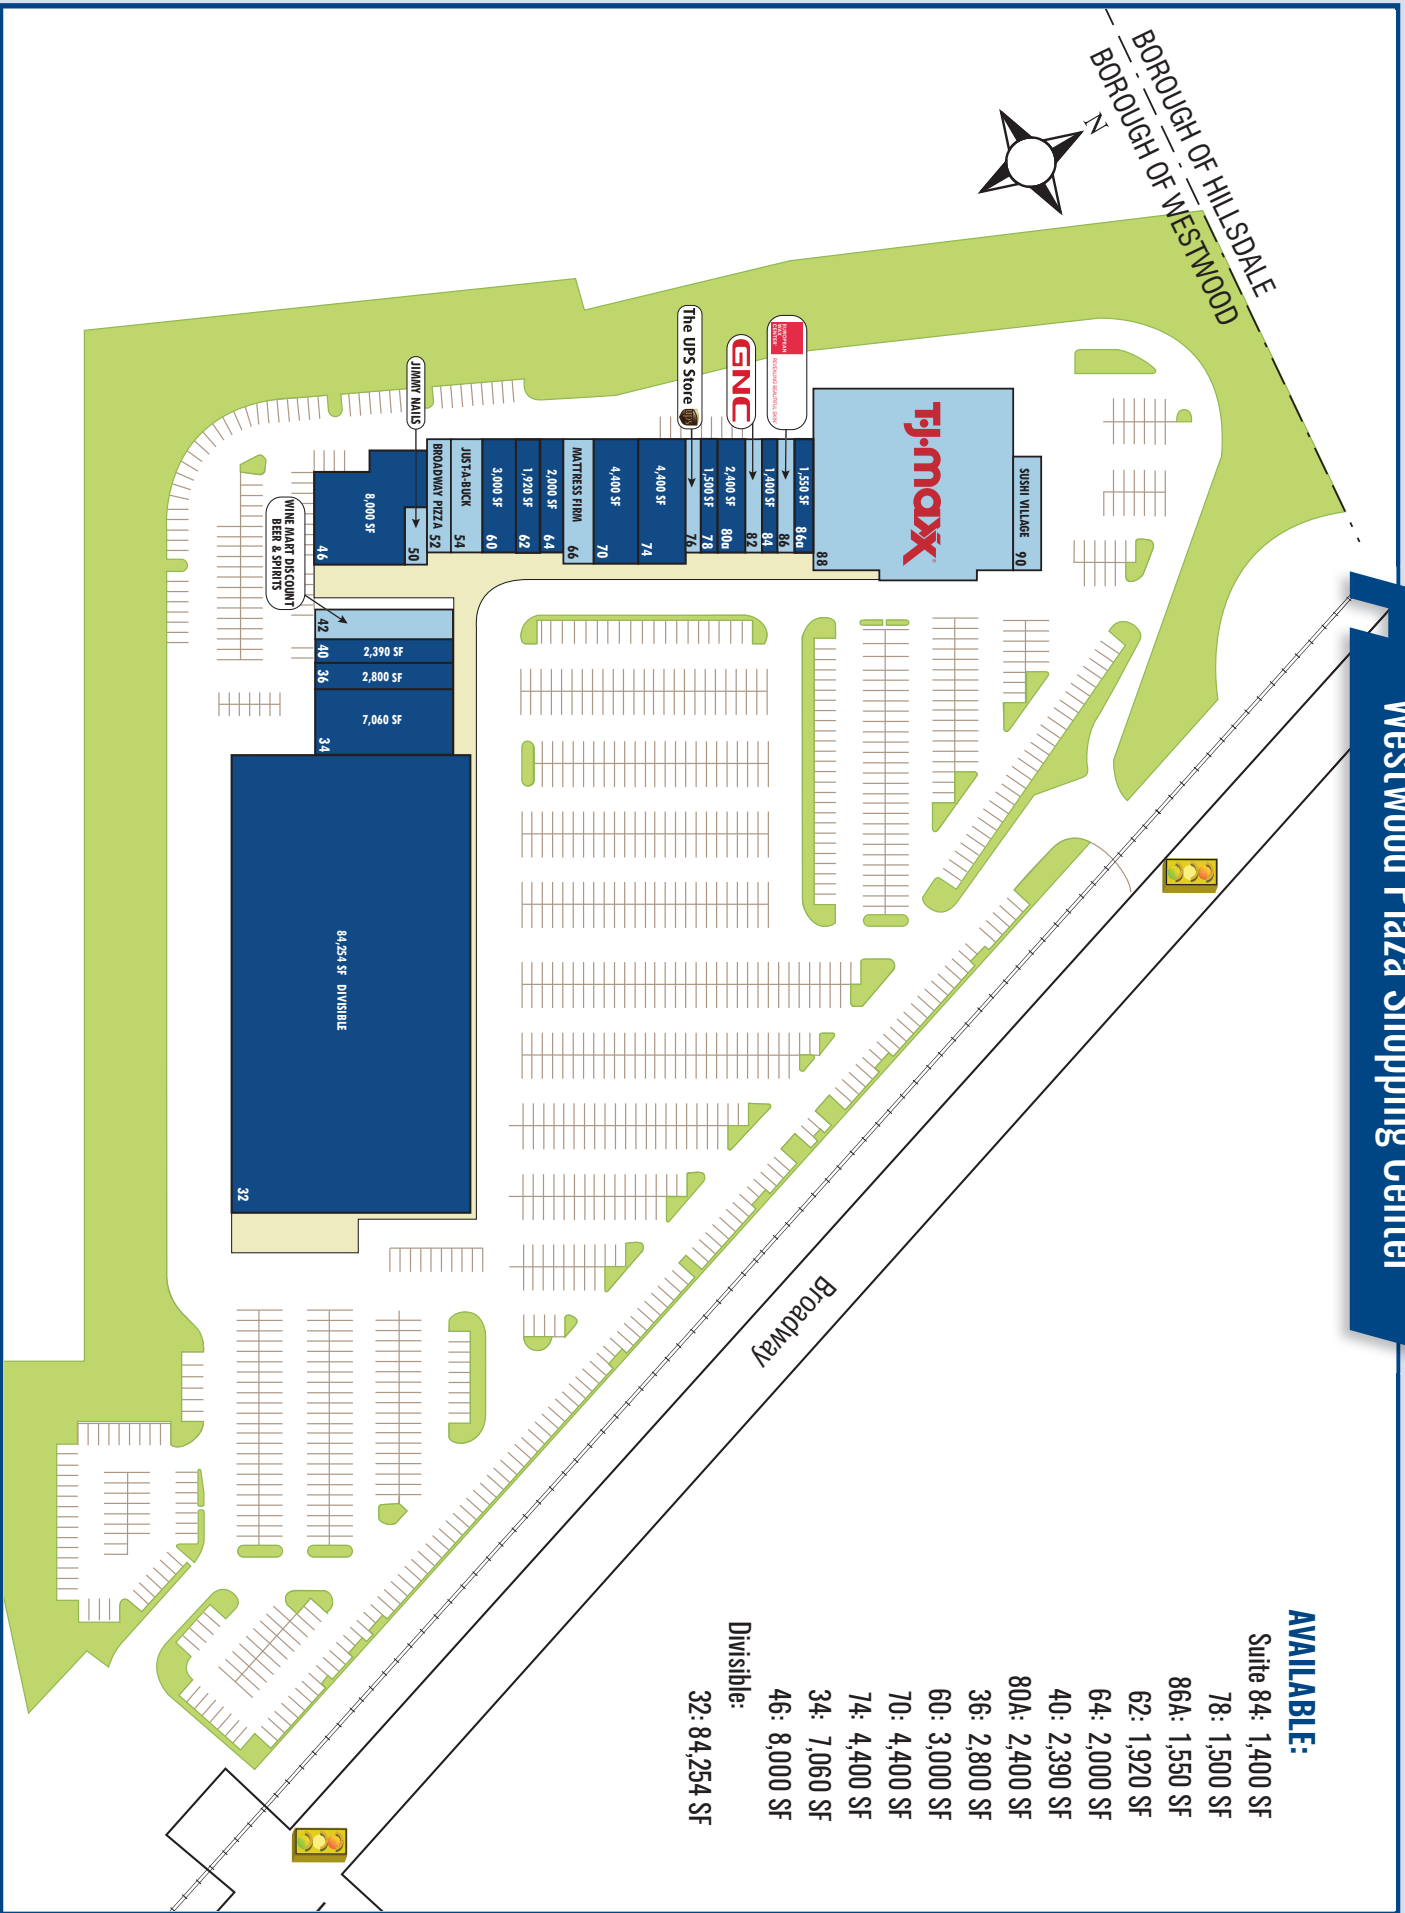 Westwood Plaza Shopping Center
BOROUGH OF HILLSDALE
BOROUGH OF WESTWOOD
N
SUSHI VILLAGE 90
T·J·maxx
88
1,550 SF 86a
EUROPEAN
WAX
CENTER
REVEALING BEAUTIFUL SKIN
86
1,400 SF 84
GNC
82
2,400 SF 80a
1,500 SF 78
The UPS Store
76
4,400 SF 74
4,400 SF 70
MATTRESS FIRM 66
2,000 SF 64
1,920 SF 62
3,000 SF 60
JUST-A-BUCK 54
BROADWAY PIZZA 52
JIMMY NAILS
50
8,000 SF
46
WINE MART DISCOUNT
BEER & SPIRITS
42
40 2,390 SF
36 2,800 SF
7,060 SF
34
84,254 SF DIVISIBLE
32
Broadway
AVAILABLE:
Suite 84: 1,400 SF
78: 1,500 SF
86A: 1,550 SF
62: 1,920 SF
64: 2,000 SF
40: 2,390 SF
80A: 2,400 SF
36: 2,800 SF
60: 3,000 SF
70: 4,400 SF
74: 4,400 SF
34: 7,060 SF
46: 8,000 SF
Divisible:
32: 84,254 SF